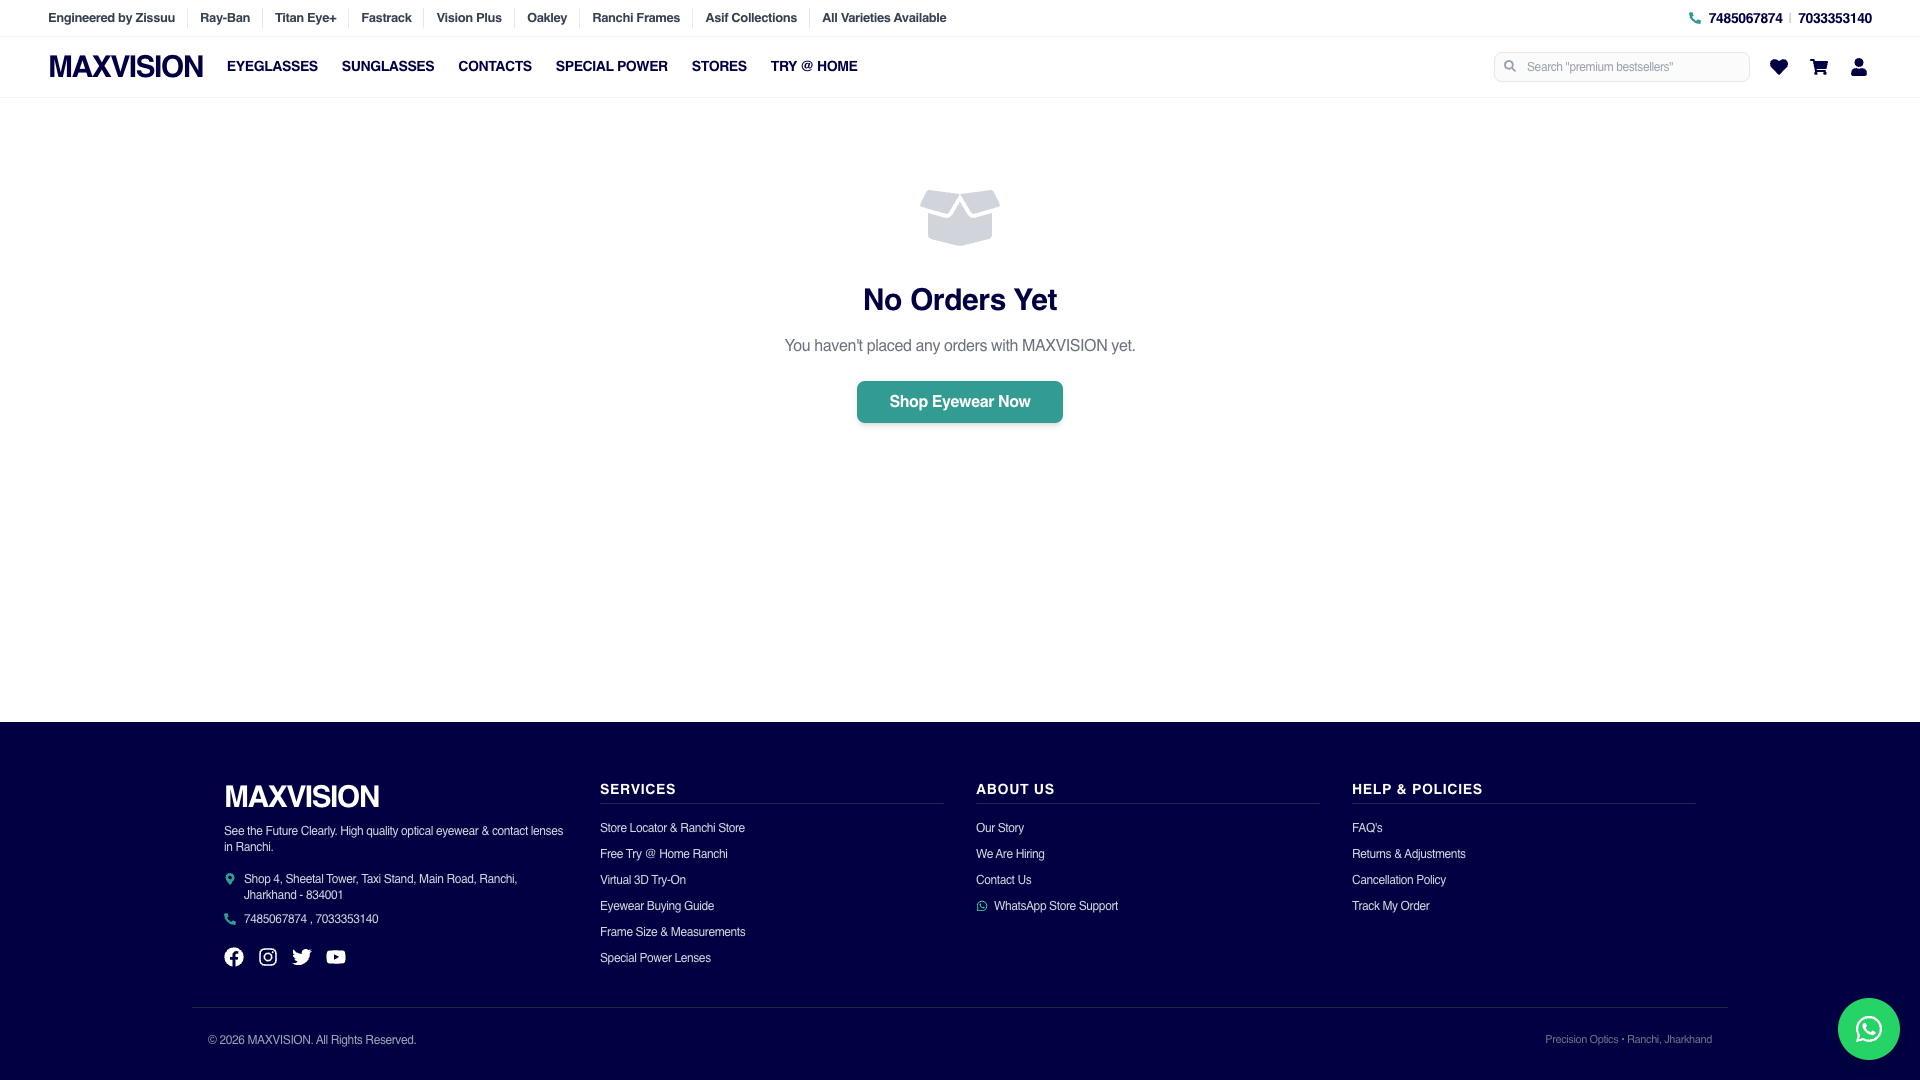 Engineered by Zissuu
Ray-Ban
Titan Eye+
Fastrack
Vision Plus
Oakley
Ranchi Frames
Asif Collections
All Varieties Available
7485067874 | 7033353140
MAXVISION
EYEGLASSES
SUNGLASSES
CONTACTS
SPECIAL POWER
STORES
TRY @ HOME
Search "premium bestsellers"
No Orders Yet
You haven't placed any orders with MAXVISION yet.
Shop Eyewear Now
MAXVISION
See the Future Clearly. High quality optical eyewear & contact lenses
in Ranchi.
Shop 4, Sheetal Tower, Taxi Stand, Main Road, Ranchi,
Jharkhand - 834001
7485067874 , 7033353140
SERVICES
Store Locator & Ranchi Store
Free Try @ Home Ranchi
Virtual 3D Try-On
Eyewear Buying Guide
Frame Size & Measurements
Special Power Lenses
ABOUT US
Our Story
We Are Hiring
Contact Us
WhatsApp Store Support
HELP & POLICIES
FAQ's
Returns & Adjustments
Cancellation Policy
Track My Order
© 2026 MAXVISION. All Rights Reserved.
Precision Optics • Ranchi, Jharkhand